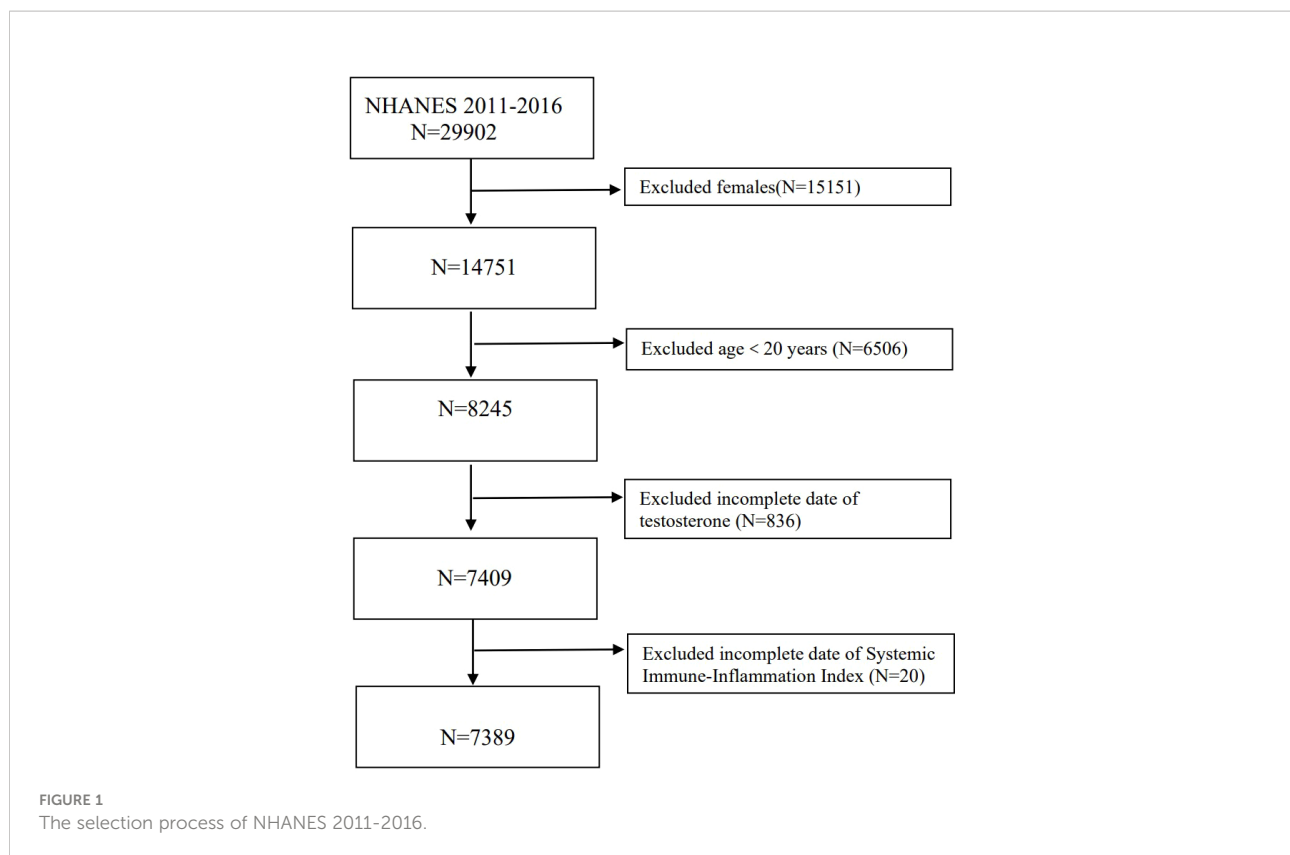 NHANES 2011-2016
N=29902
Excluded females(N=15151)
N=14751
Excluded age < 20 years (N=6506)
N=8245
Excluded incomplete date of
testosterone (N=836)
N=7409
Excluded incomplete date of Systemic
Immune-Inflammation Index (N=20)
N=7389
FIGURE 1
The selection process of NHANES 2011-2016.